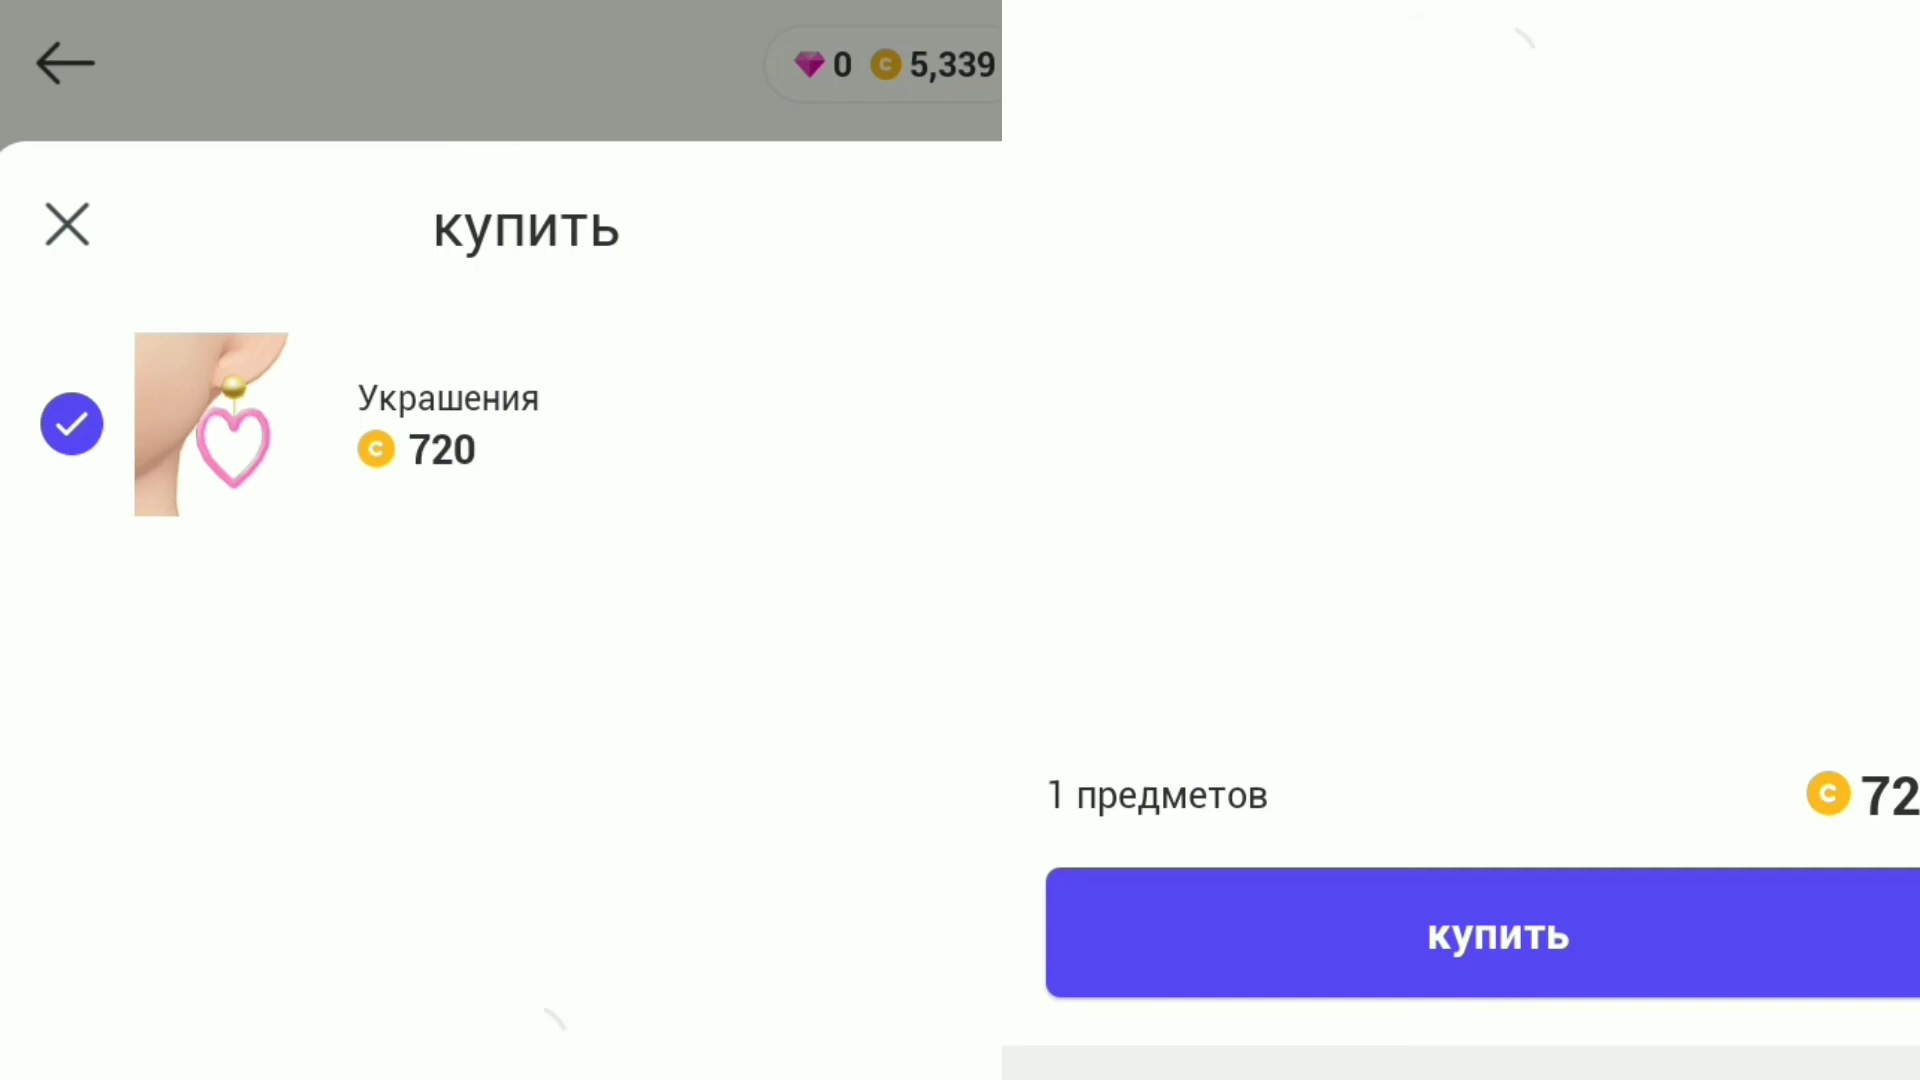 0 C 5,339
купить
Украшения
C 720
1 предметов
C 72
купить